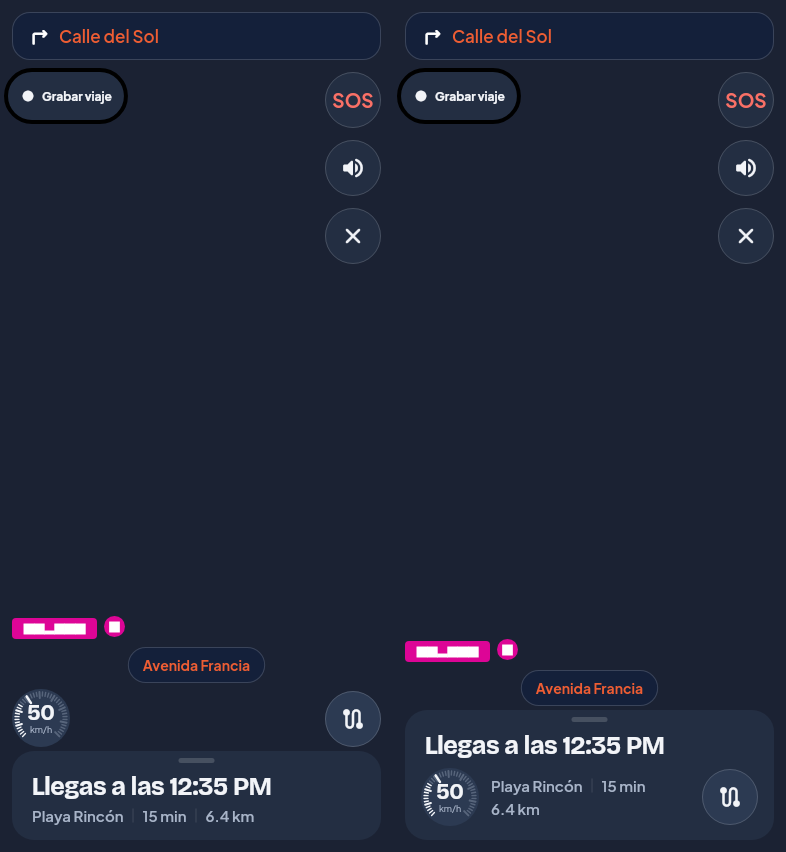 Calle del Sol
Grabar viaje
SOS
Avenida Francia
50
km/h
Llegas a las 12:35 PM
Playa Rincón 15 min 6.4 km
Calle del Sol
Grabar viaje
SOS
Avenida Francia
Llegas a las 12:35 PM
50
km/h
Playa Rincón 15 min
6.4 km